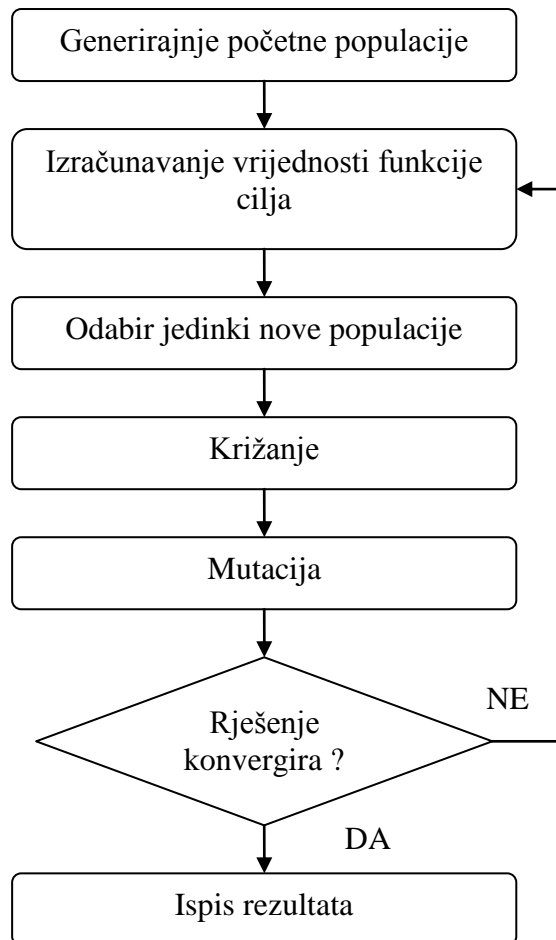 Generirajnje početne populacije
Izračunavanje vrijednosti funkcije
cilja
Odabir jedinki nove populacije
Križanje
Mutacija
NE
Rješenje
konvergira ?
DA
Ispis rezultata